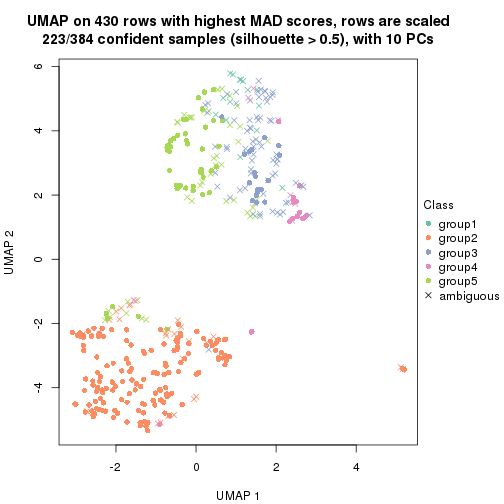 UMAP on 430 rows with highest MAD scores, rows are scaled
223/384 confident samples (silhouette > 0.5), with 10 PCs
6
4
2
0
-2
-4
UMAP 2
-2
0
2
4
UMAP 1
Class
group1
group2
group3
group4
group5
ambiguous